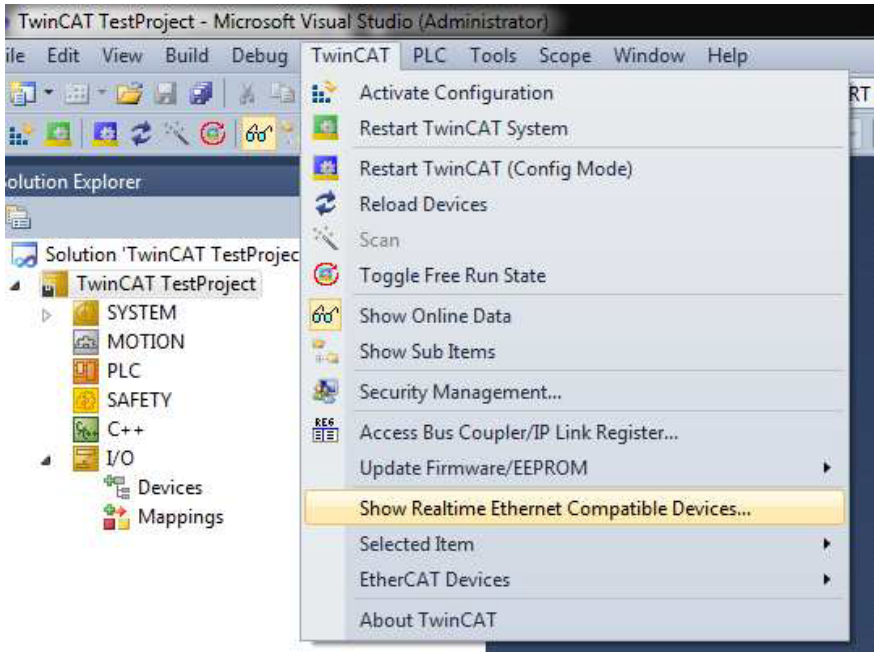 TwinCAT TestProject - Microsoft Visual Studio (Administrator)
ile Edit View Build Debug TwinCAT PLC Tools Scope Window Help
Activate Configuration
RT
Restart TwinCAT System
Restart TwinCAT (Config Mode)
olution Explorer
Reload Devices
Scan
Solution 'TwinCAT TestProjec
Toggle Free Run State
TwinCAT TestProject
SYSTEM
Show Online Data
MOTION
Show Sub Items
PLC
Security Management...
SAFETY
C++
REG
Access Bus Coupler/IP Link Register...
I/O
Update Firmware/EEPROM
Devices
Show Realtime Ethernet Compatible Devices...
Mappings
Selected Item
EtherCAT Devices
About TwinCAT